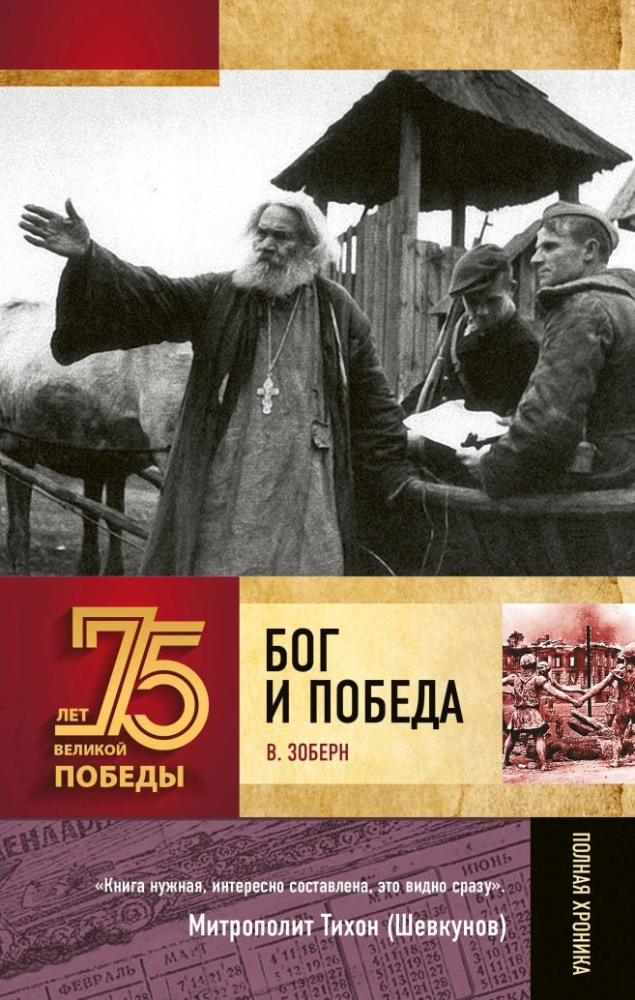 75
ЛЕТ
ВЕЛИКОЙ
ПОБЕДЫ
БОГ
И ПОБЕДА
В. ЗОБЕРН
«Книга нужная, интересно составлена, это видно сразу».
Митрополит Тихон (Шевкунов)
ПОЛНАЯ ХРОНИКА
ИЮНЬ
МАРТ
ФЕВРАЛЬ